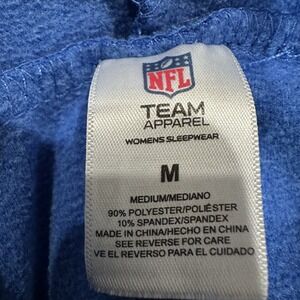 NFL
TEAM
APPAREL
WOMENS SLEEPWEAR
M
MEDIUM/MEDIANO
90% POLYESTER/POLIÉSTER
10% SPANDEX/SPANDEX
MADE IN CHINA/HECHO EN CHINA
SEE REVERSE FOR CARE
VE EL REVERSO PARA EL CUIDADO